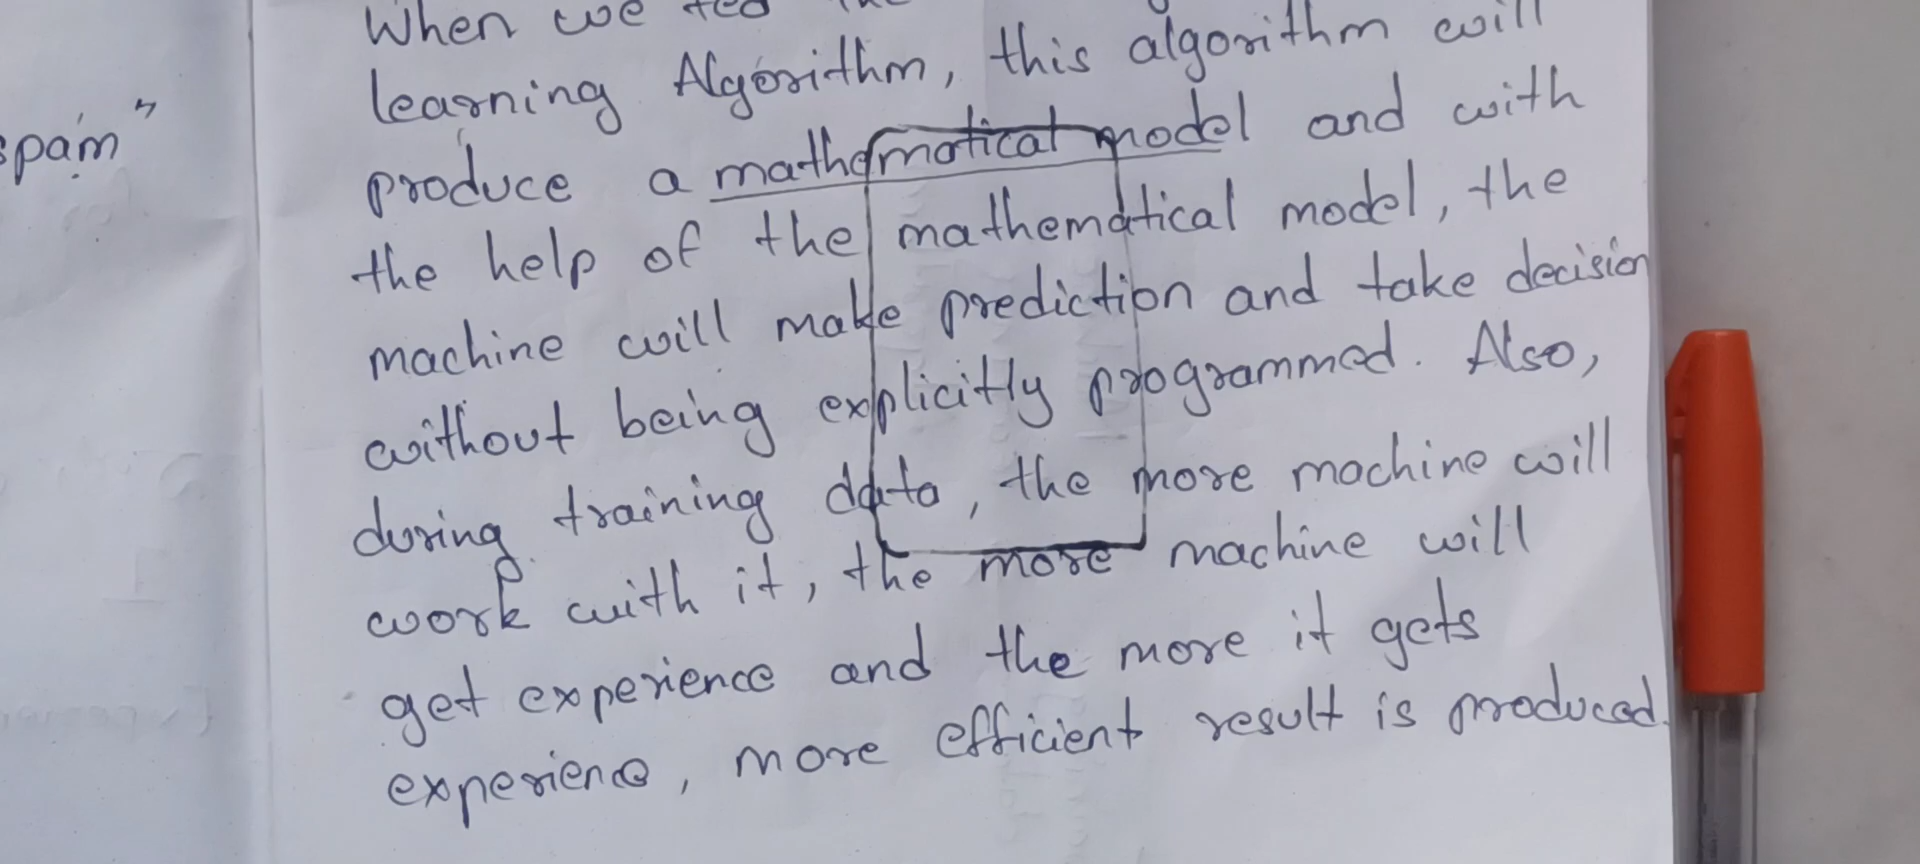 spam"
When we
learning Algorithm, this algorithm will
produce a mathematical model and with
the help of the mathematical model, the
machine will make prediction and take decision
without being explicitly programmed. Also,
during training data, the more machine will
work with it, the more machine will
get experience and the more it gets
experience, more efficient result is produced.